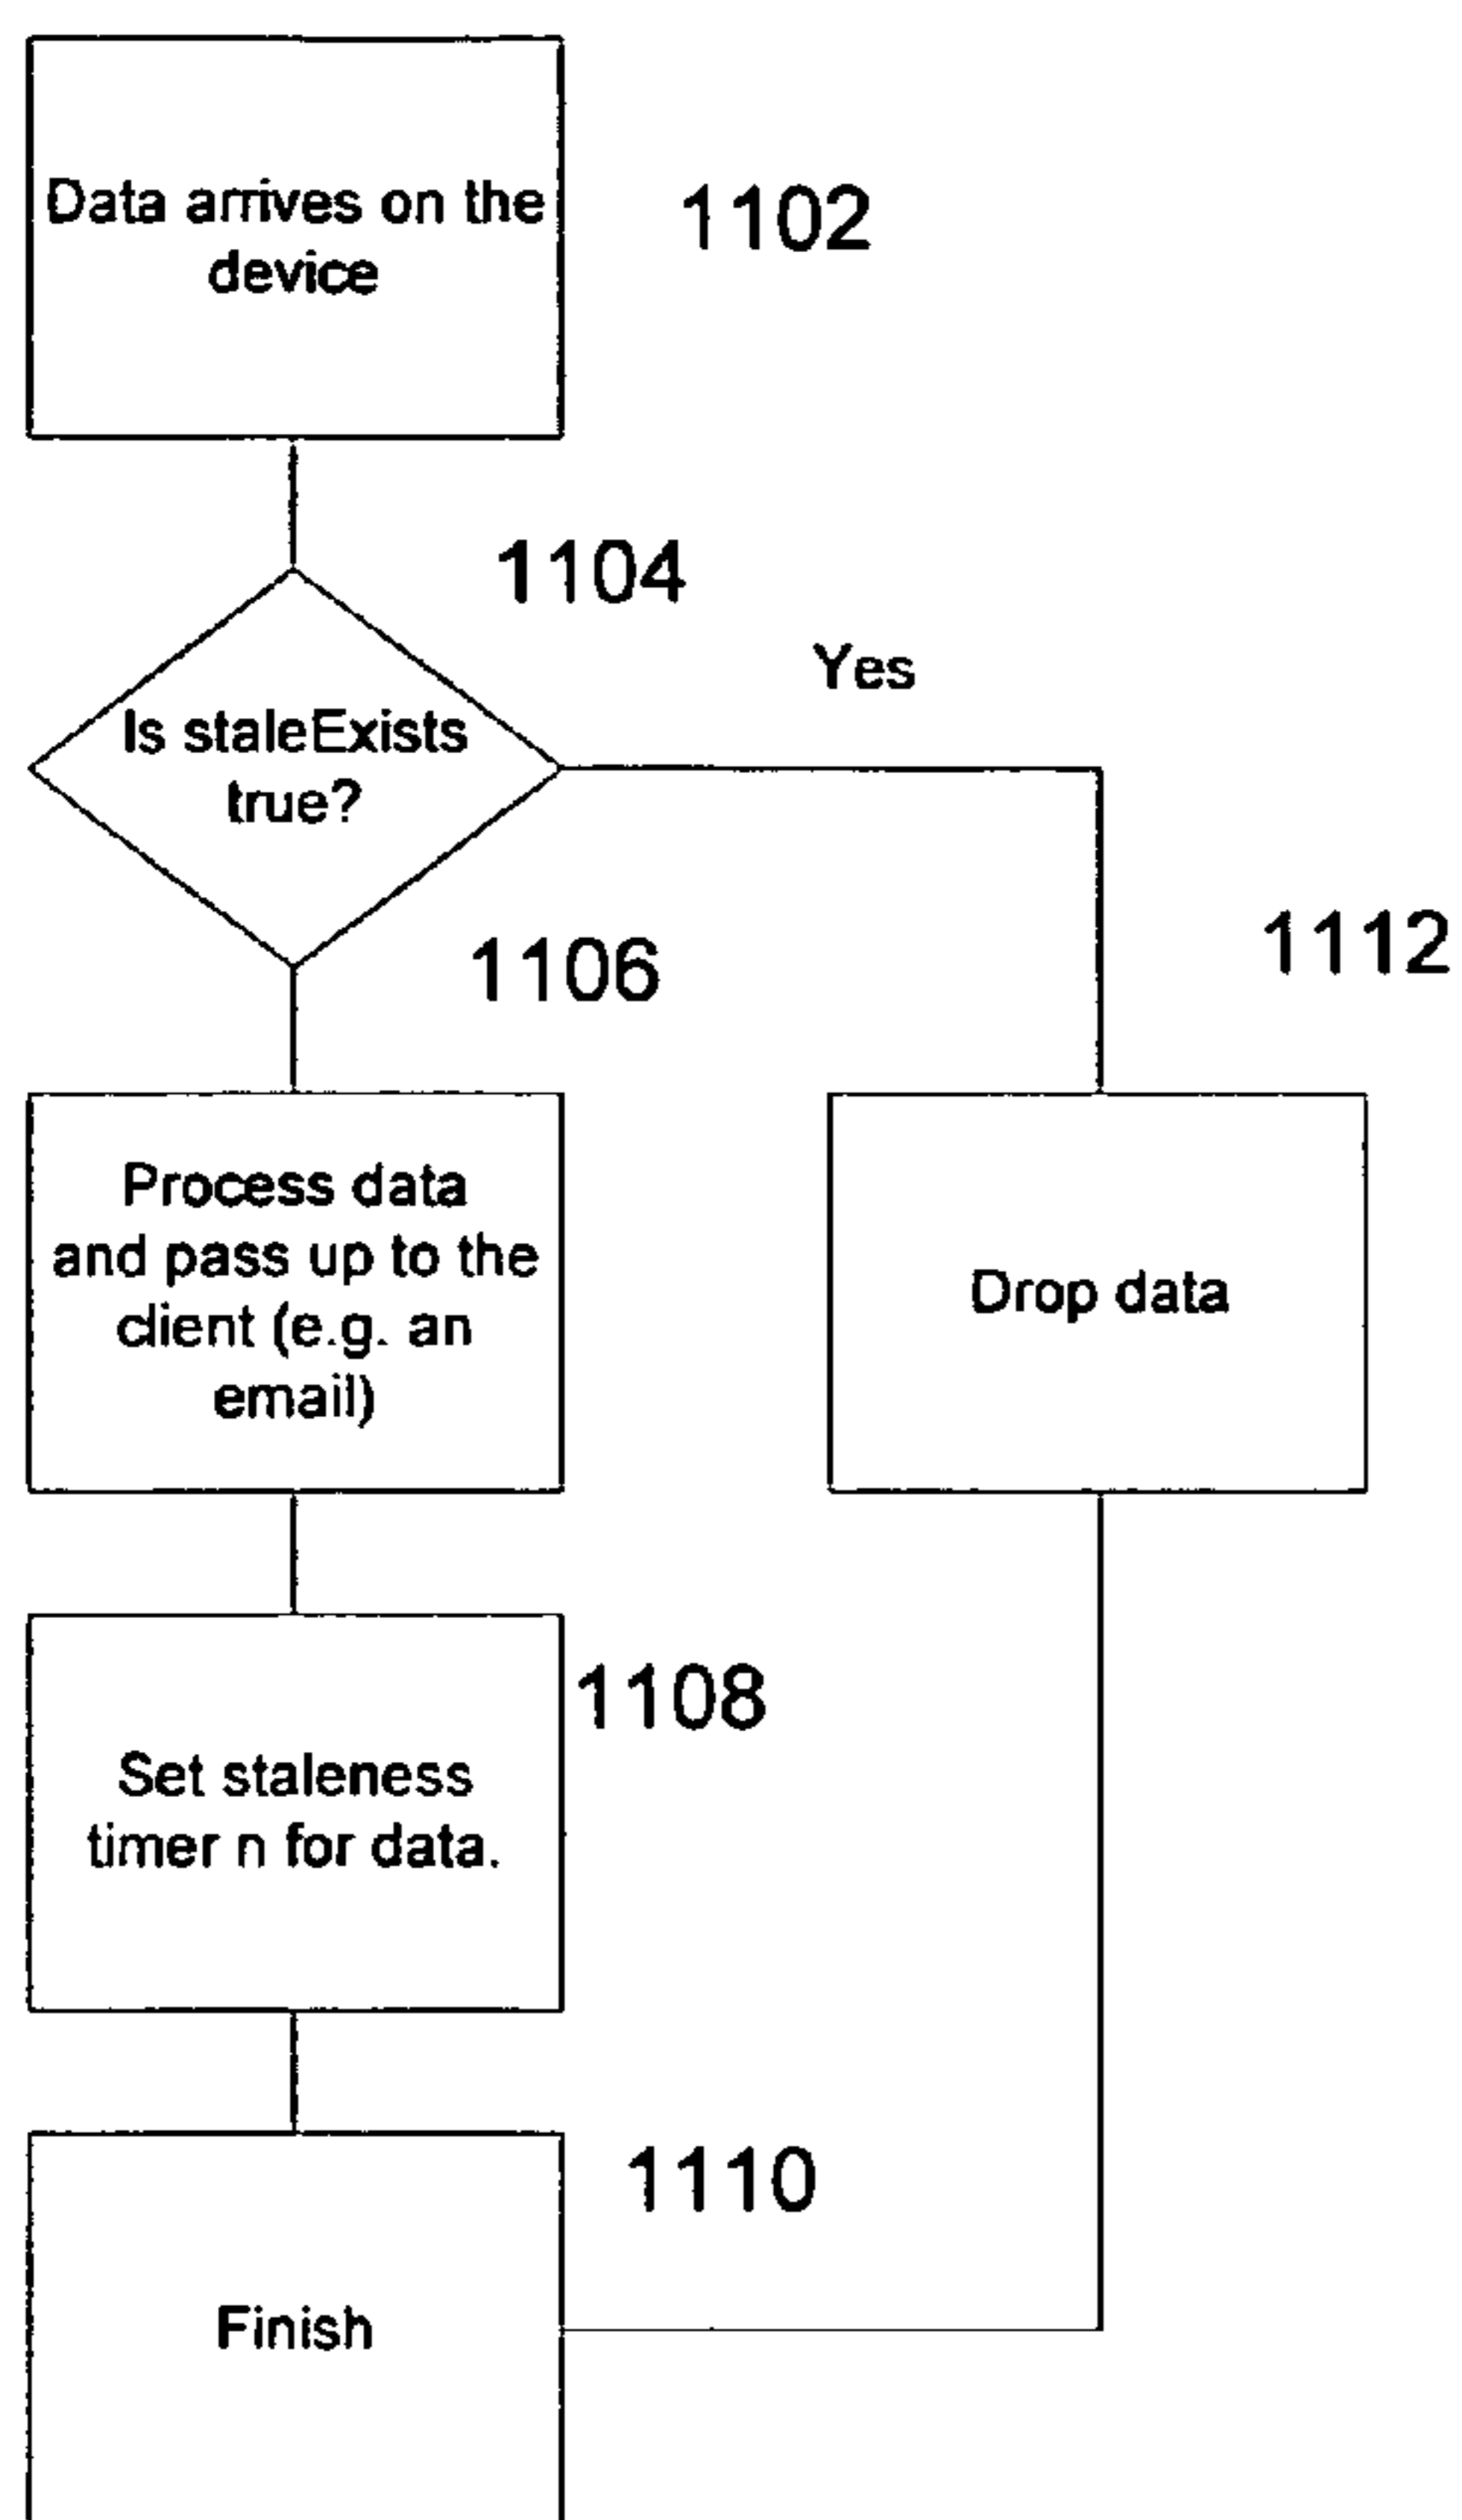 Data arrives on the
device
1102
1104
Yes
Is staleExists
true?
1106
1112
Process data
and pass up to the
client (e.g. an
email)
Drop data
1108
Set staleness
timer n for data.
1110
Finish